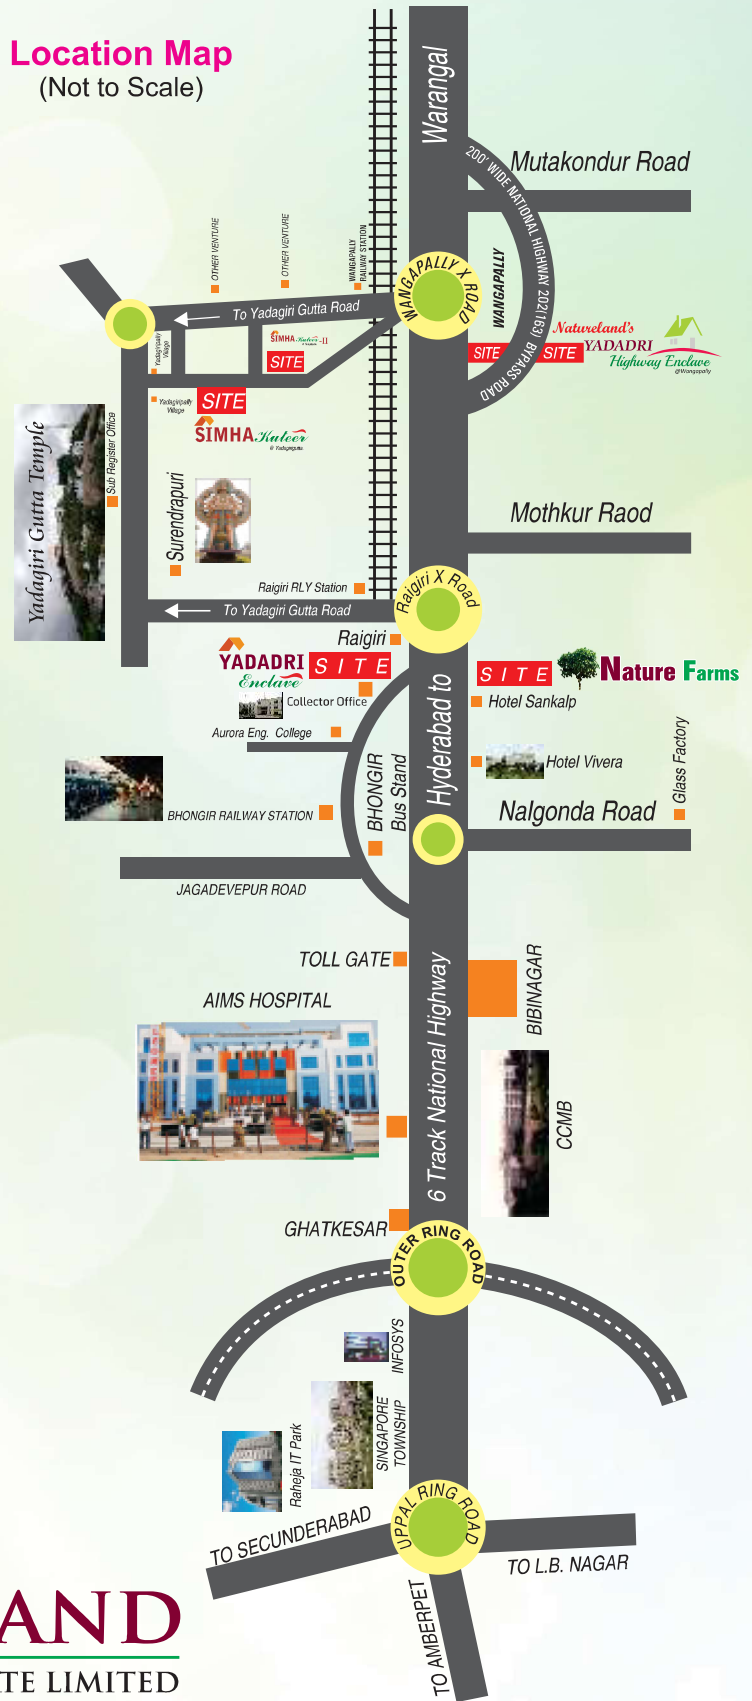 Location Map
(Not to Scale)
Warangal
200' WIDE NATIONAL HIGHWAY 202(163) BYPASS ROAD
Mutakondur Road
OTHER VENTURE
OTHER VENTURE
WANGAPALLY
RAILWAY STATION
WANGAPALLY X ROAD
WANGAPALLY
To Yadagiri Gutta Road
Yadagiripally
Village
SIMHA Kuteer-II
SITE
SITE
SITE
Natureland's
YADADRI
Highway Enclave
@Wangapally
Yadagiripally
Village
SITE
SIMHA Kuteer
@ Yadagirigutta
Yadagiri Gutta Temple
Sub Register Office
Surendrapuri
Mothkur Raod
Raigiri RLY Station
Raigiri X Road
To Yadagiri Gutta Road
Raigiri
YADADRI
Enclave
SITE
SITE
Nature Farms
Collector Office
Hotel Sankalp
Aurora Eng. College
Hyderabad to
Hotel Vivera
Glass Factory
BHONGIR
Bus Stand
BHONGIR RAILWAY STATION
Nalgonda Road
JAGADEVEPUR ROAD
TOLL GATE
6 Track National Highway
BIBINAGAR
AIMS HOSPITAL
CCMB
GHATKESAR
OUTER RING ROAD
INFOSYS
SINGAPORE
TOWNSHIP
Raheja IT Park
UPPAL RING ROAD
TO SECUNDERABAD
TO L.B. NAGAR
TO AMBERPET
AND
TE LIMITED